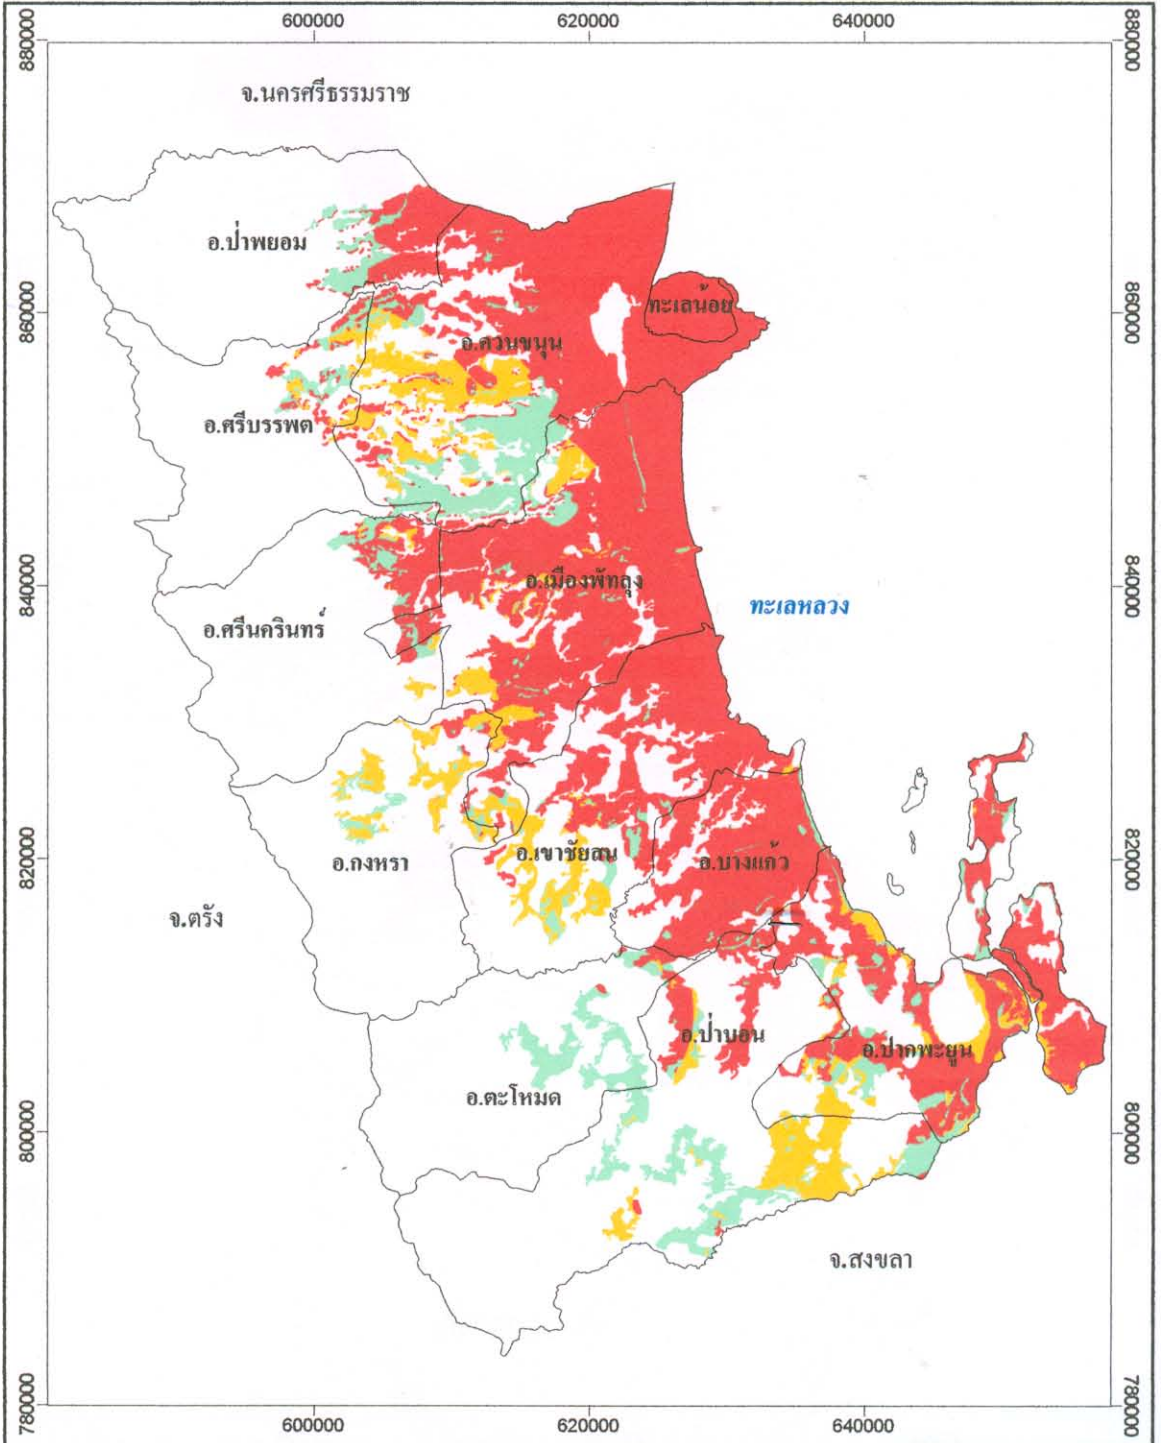 600000 620000 640000
880000 880000
จ.นครศรีธรรมราช
อ.ป่าพยอม
ทะเลน้อย
860000 860000
อ.ควนขนุน
อ.ศรีบรรพต
อ.เมืองพัทลุง
840000 840000
ทะเลหลวง
อ.ศรีนครินทร์
อ.กงหรา
อ.เขาชัยสน
อ.บางแก้ว
820000 820000
จ.ตรัง
อ.ป่าบอน
อ.ปากพะยูน
อ.ตะโหมด
800000 800000
จ.สงขลา
780000 780000
600000 620000 640000